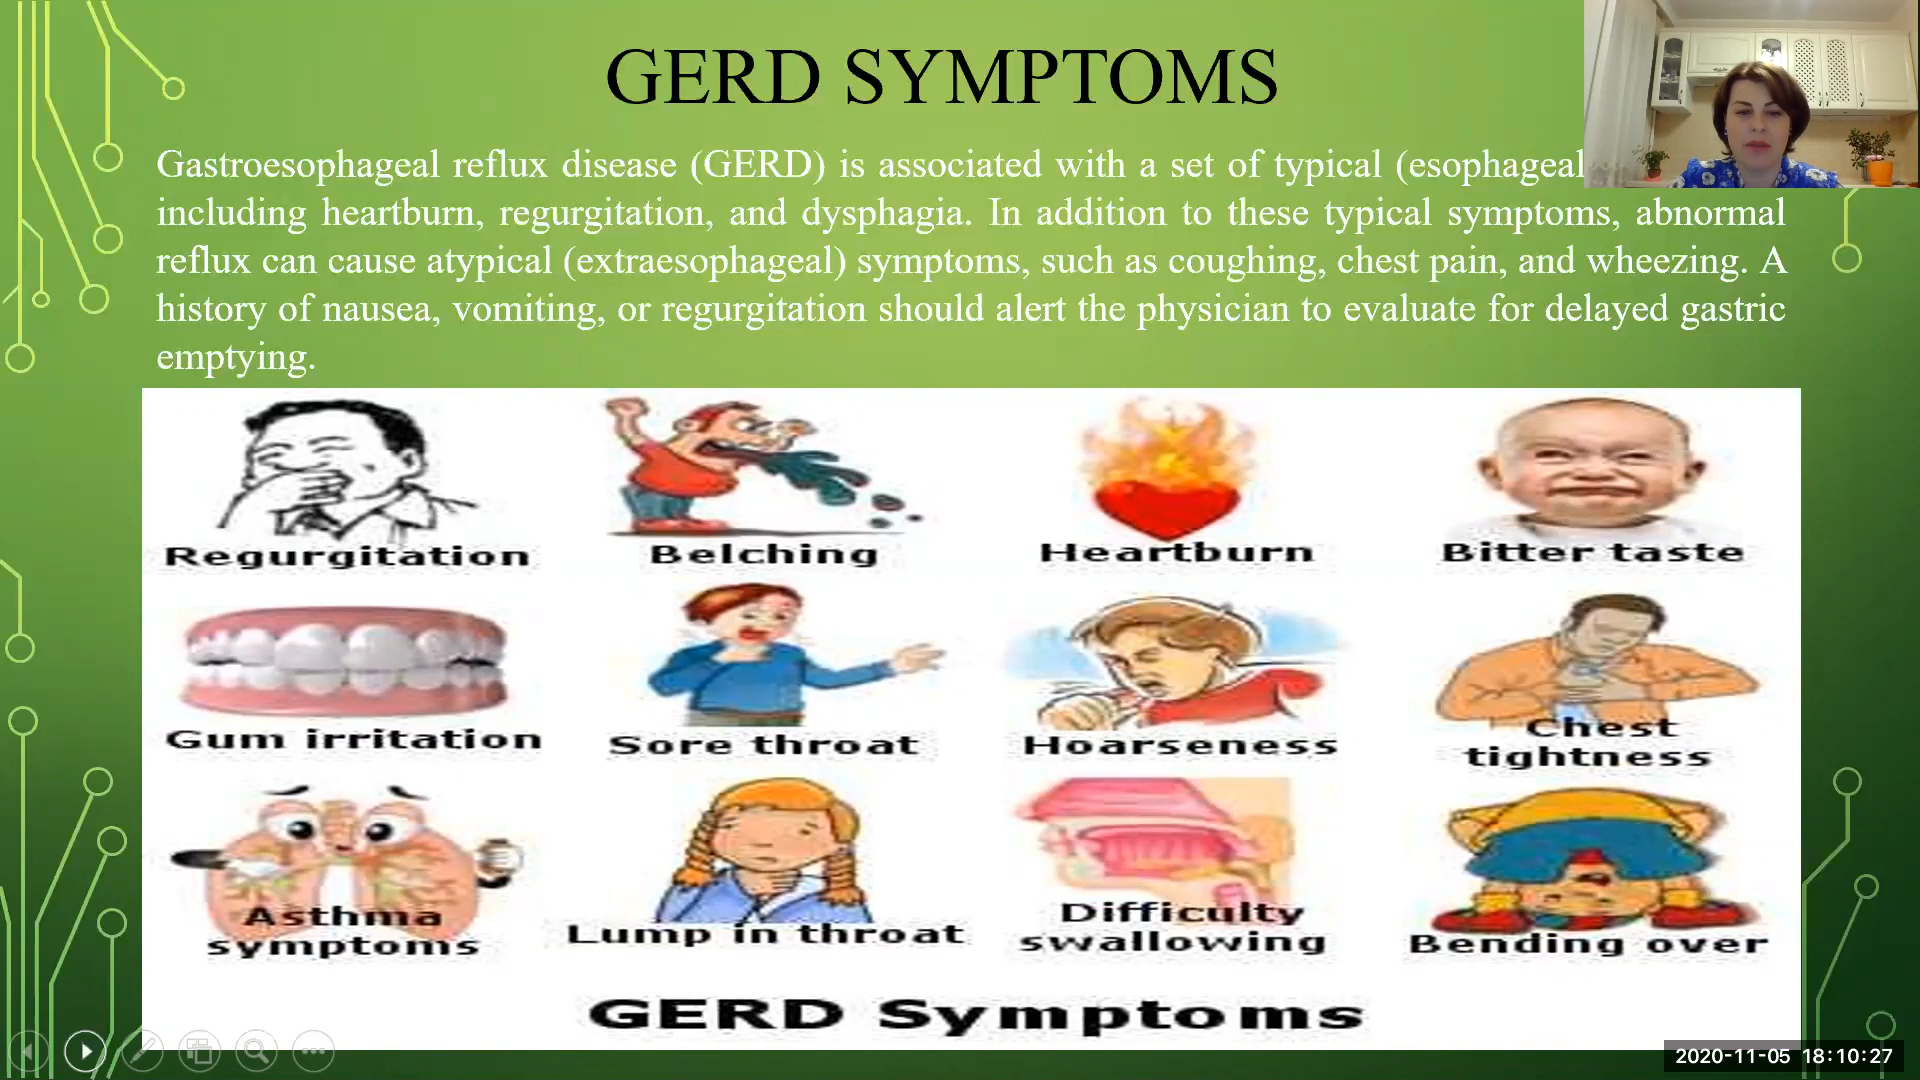 GERD SYMPTOMS
Gastroesophageal reflux disease (GERD) is associated with a set of typical (esophageal
including heartburn, regurgitation, and dysphagia. In addition to these typical symptoms, abnormal
reflux can cause atypical (extraesophageal) symptoms, such as coughing, chest pain, and wheezing. A
history of nausea, vomiting, or regurgitation should alert the physician to evaluate for delayed gastric
emptying.
Regurgitation
Belching
Heartburn
Bitter taste
Gum irritation
Sore throat
Hoarseness
Chest
tightness
Asthma
symptoms
Lump in throat
Difficulty
swallowing
Bending over
GERD Symptoms
2020-11-05 18:10:27